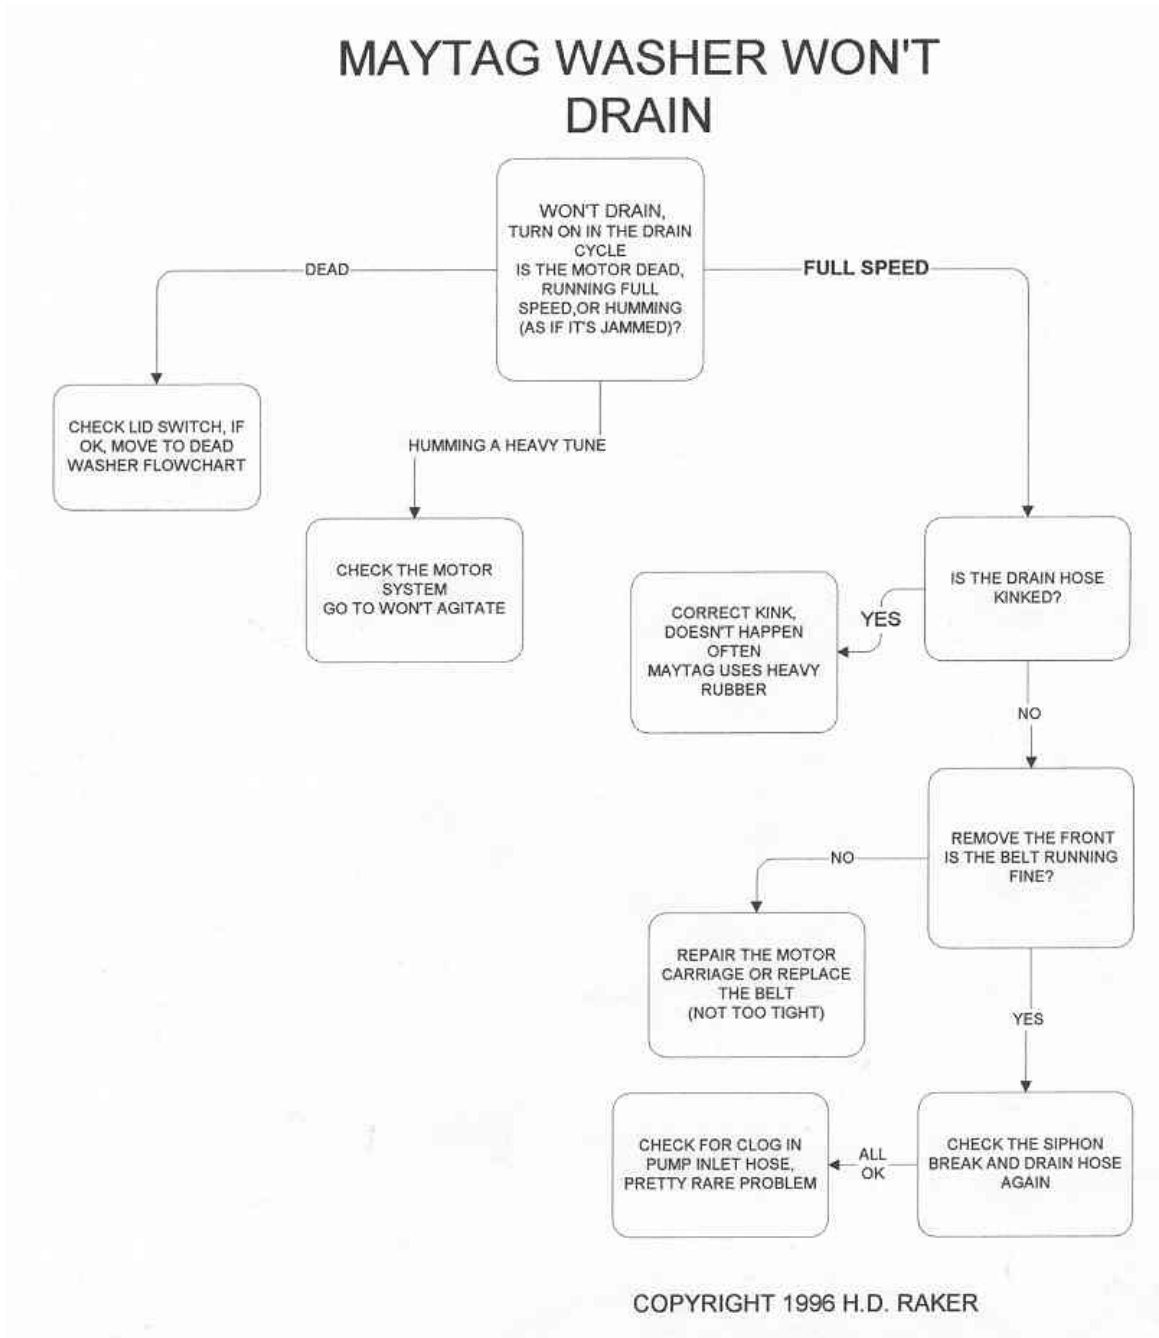 MAYTAG WASHER WON'T
DRAIN
WON'T DRAIN,
TURN ON IN THE DRAIN
CYCLE
IS THE MOTOR DEAD,
RUNNING FULL
SPEED,OR HUMMING
(AS IF IT'S JAMMED)?
DEAD
FULL SPEED
CHECK LID SWITCH, IF
OK, MOVE TO DEAD
WASHER FLOWCHART
HUMMING A HEAVY TUNE
CHECK THE MOTOR
SYSTEM
GO TO WON'T AGITATE
IS THE DRAIN HOSE
KINKED?
YES
CORRECT KINK,
DOESN'T HAPPEN
OFTEN
MAYTAG USES HEAVY
RUBBER
NO
REMOVE THE FRONT
IS THE BELT RUNNING
FINE?
NO
REPAIR THE MOTOR
CARRIAGE OR REPLACE
THE BELT
(NOT TOO TIGHT)
YES
CHECK THE SIPHON
BREAK AND DRAIN HOSE
AGAIN
ALL
OK
CHECK FOR CLOG IN
PUMP INLET HOSE,
PRETTY RARE PROBLEM
COPYRIGHT 1996 H.D. RAKER